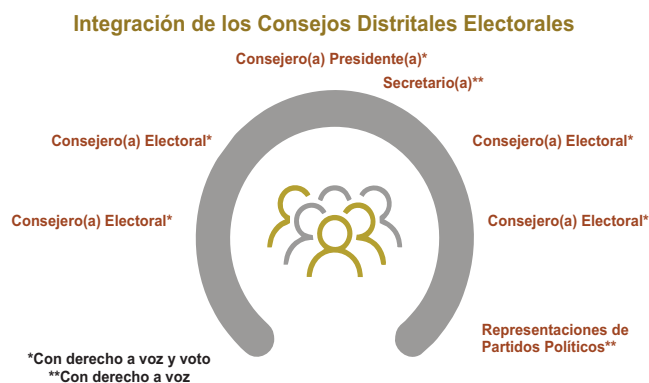 Integración de los Consejos Distritales Electorales
Consejero(a) Presidente(a)*
Secretario(a)**
Consejero(a) Electoral*
Consejero(a) Electoral*
Consejero(a) Electoral*
Consejero(a) Electoral*
Representaciones de
Partidos Políticos**
*Con derecho a voz y voto
**Con derecho a voz